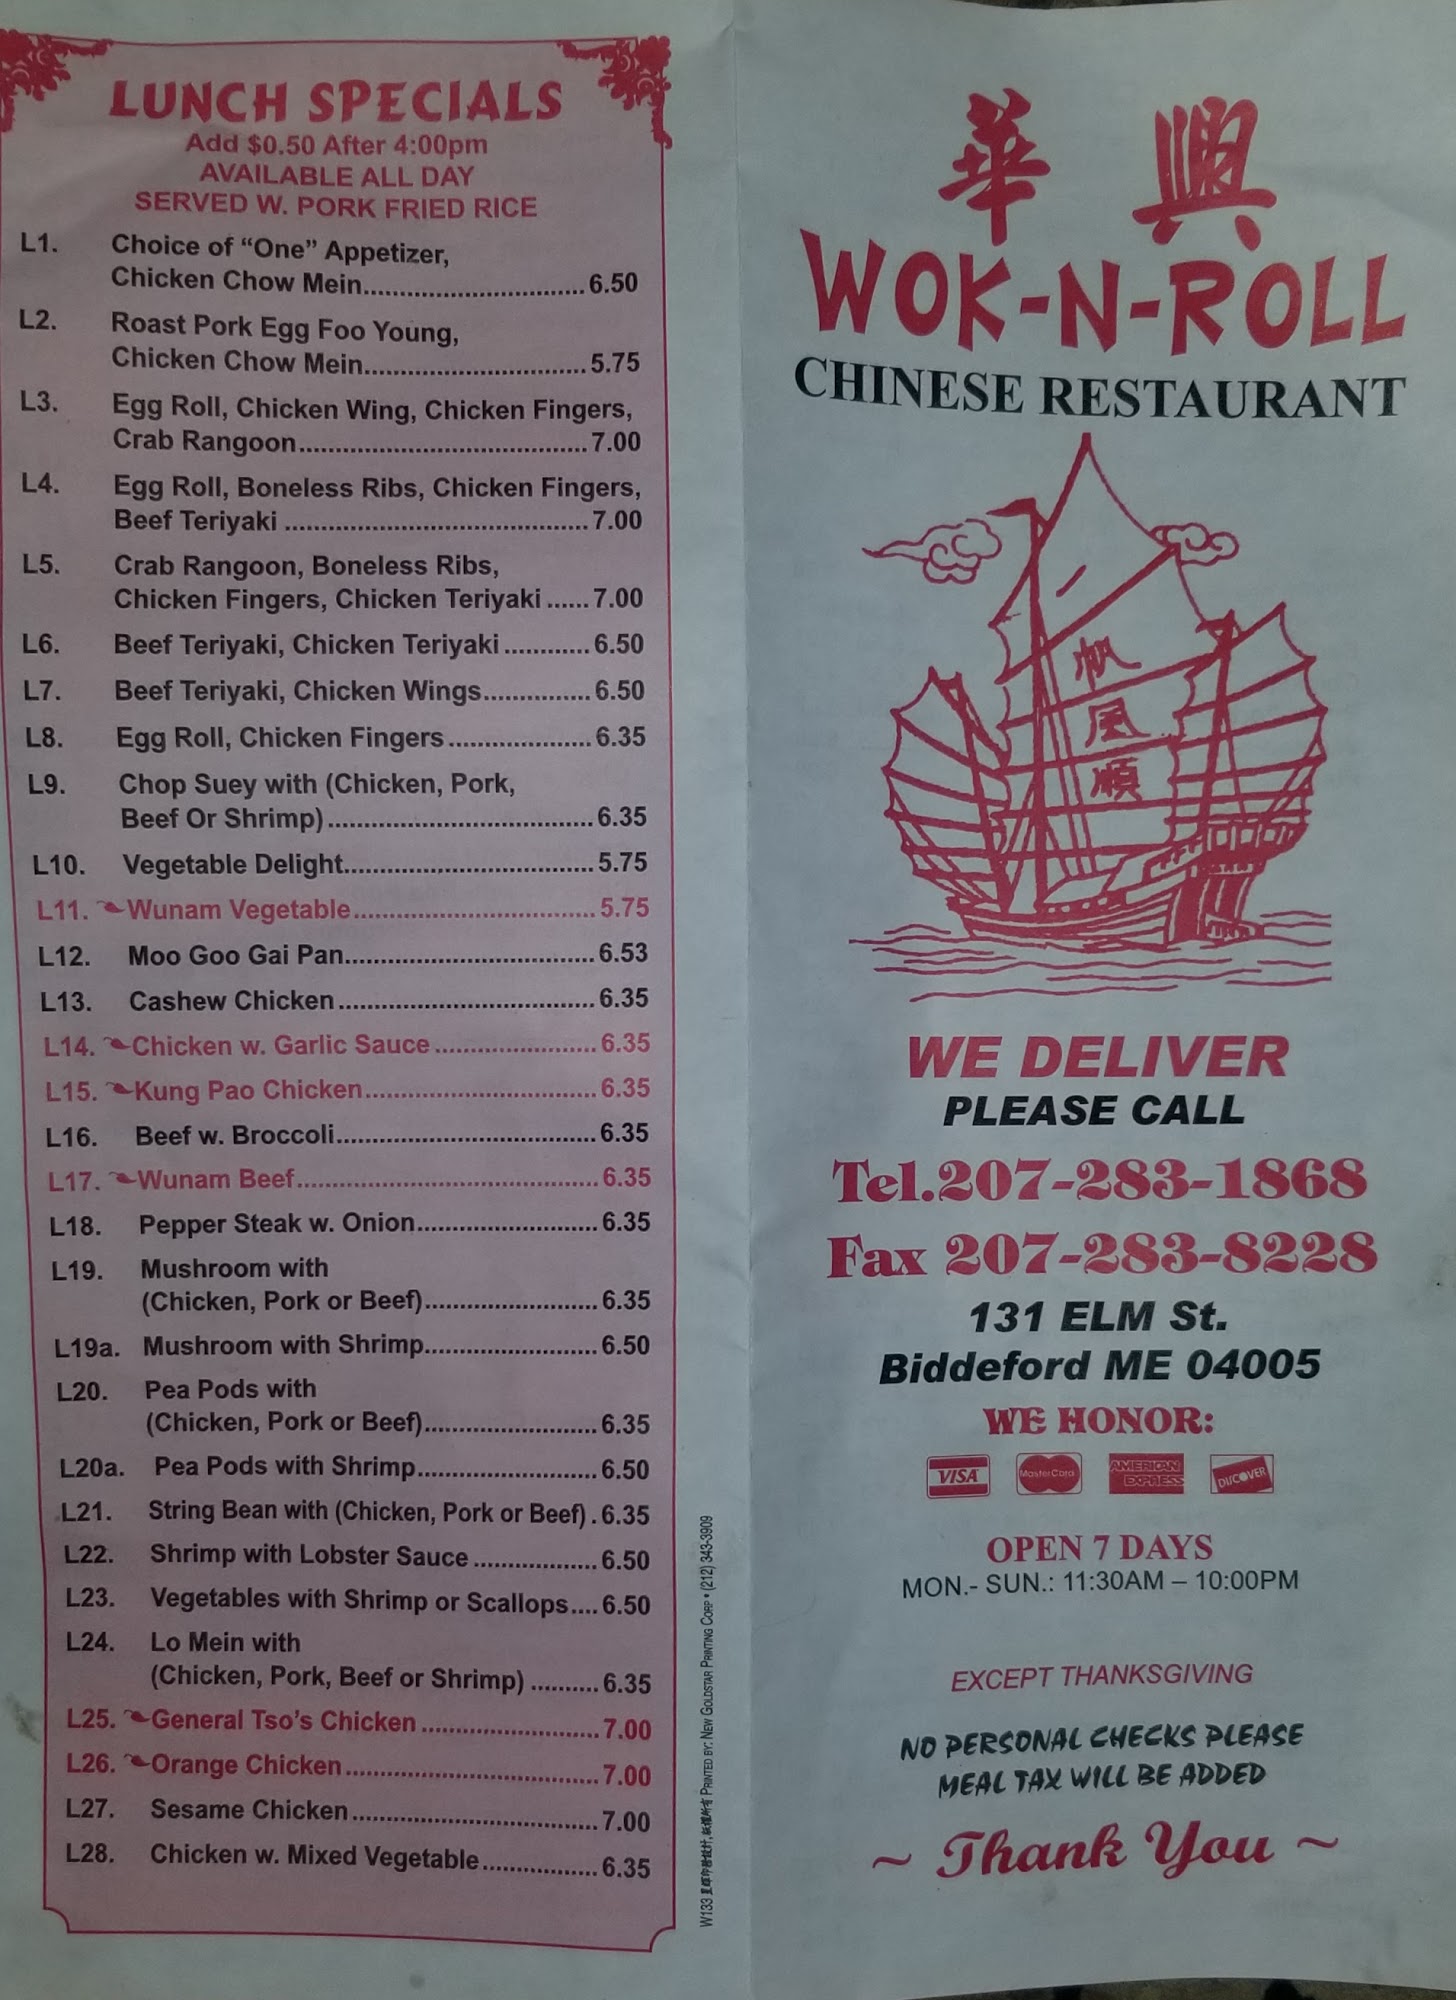 LUNCH SPECIALS
Add $0.50 After 4:00pm
AVAILABLE ALL DAY
SERVED W. PORK FRIED RICE
L1. Choice of “One” Appetizer,
Chicken Chow Mein 6.50
L2. Roast Pork Egg Foo Young,
Chicken Chow Mein 5.75
L3. Egg Roll, Chicken Wing, Chicken Fingers,
Crab Rangoon 7.00
L4. Egg Roll, Boneless Ribs, Chicken Fingers,
Beef Teriyaki 7.00
L5. Crab Rangoon, Boneless Ribs,
Chicken Fingers, Chicken Teriyaki 7.00
L6. Beef Teriyaki, Chicken Teriyaki 6.50
L7. Beef Teriyaki, Chicken Wings 6.50
L8. Egg Roll, Chicken Fingers 6.35
L9. Chop Suey with (Chicken, Pork,
Beef Or Shrimp) 6.35
L10. Vegetable Delight 5.75
L11. Wunam Vegetable 5.75
L12. Moo Goo Gai Pan 6.53
L13. Cashew Chicken 6.35
L14. Chicken w. Garlic Sauce 6.35
L15. Kung Pao Chicken 6.35
L16. Beef w. Broccoli 6.35
L17. Wunam Beef 6.35
L18. Pepper Steak w. Onion 6.35
L19. Mushroom with
(Chicken, Pork or Beef) 6.35
L19a. Mushroom with Shrimp 6.50
L20. Pea Pods with
(Chicken, Pork or Beef) 6.35
L20a. Pea Pods with Shrimp 6.50
L21. String Bean with (Chicken, Pork or Beef) 6.35
L22. Shrimp with Lobster Sauce 6.50
L23. Vegetables with Shrimp or Scallops 6.50
L24. Lo Mein with
(Chicken, Pork, Beef or Shrimp) 6.35
L25. General Tso's Chicken 7.00
L26. Orange Chicken 7.00
L27. Sesame Chicken 7.00
L28. Chicken w. Mixed Vegetable 6.35
W133 PRINTED BY: NEW GOLDSTAR PRINTING CORP • (212) 343-3909
華 興
WOK-N-ROLL
CHINESE RESTAURANT
帆
風
順
WE DELIVER
PLEASE CALL
Tel.207-283-1868
Fax 207-283-8228
131 ELM St.
Biddeford ME 04005
WE HONOR:
VISA MasterCard AMERICAN EXPRESS DISCOVER
OPEN 7 DAYS
MON.- SUN.: 11:30AM – 10:00PM
EXCEPT THANKSGIVING
NO PERSONAL CHECKS PLEASE
MEAL TAX WILL BE ADDED
~ Thank You ~